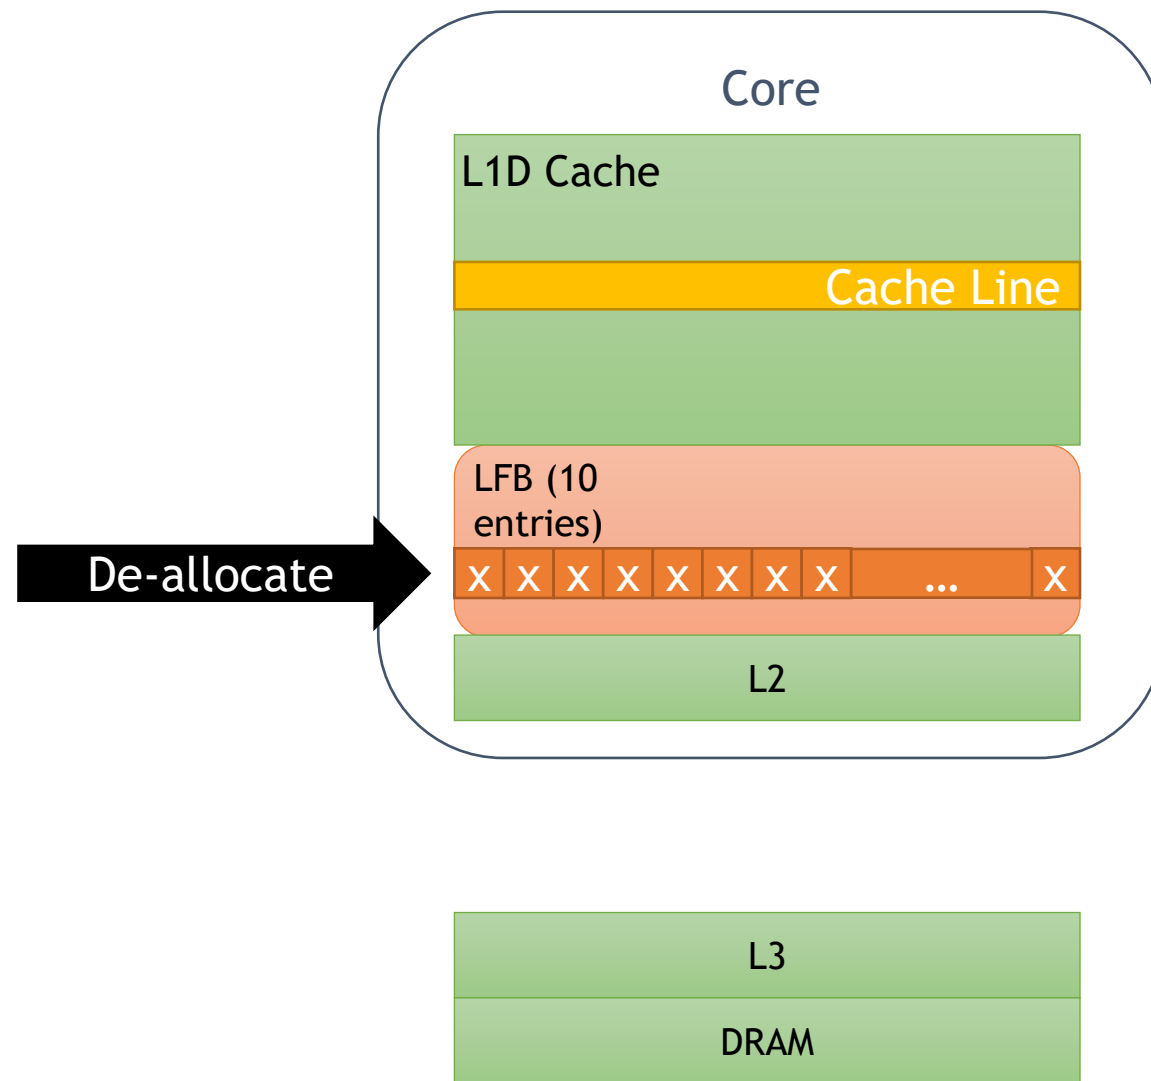 Core
L1D Cache
Cache Line
LFB (10
entries)
De-allocate
x x x x x x x x ... x
L2
L3
DRAM